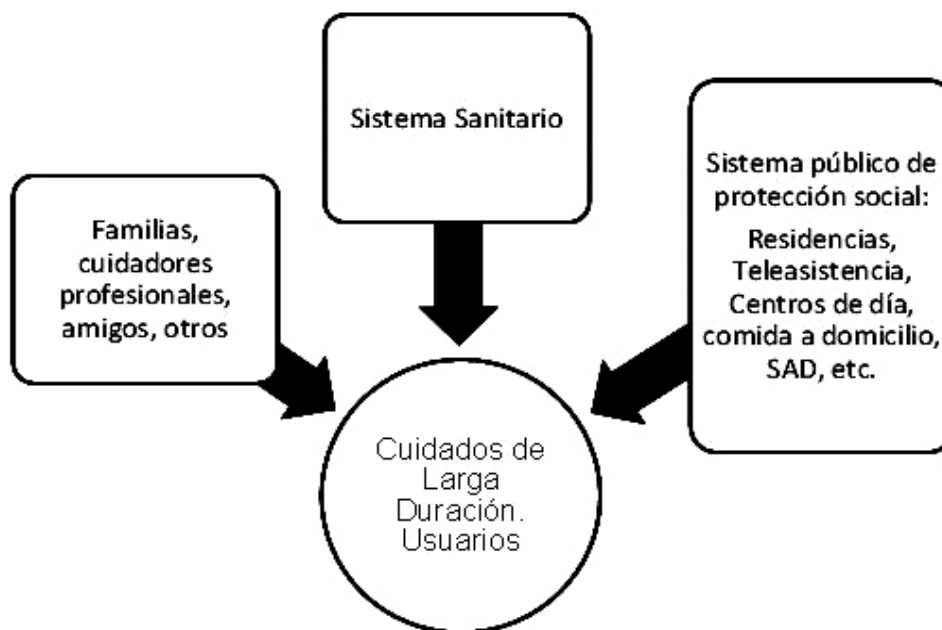 Sistema Sanitario
Familias,
cuidadores
profesionales,
amigos, otros
Sistema público de
protección social:
Residencias,
Teleasistencia,
Centros de día,
comida a domicilio,
SAD, etc.
Cuidados de
Larga
Duración.
Usuarios